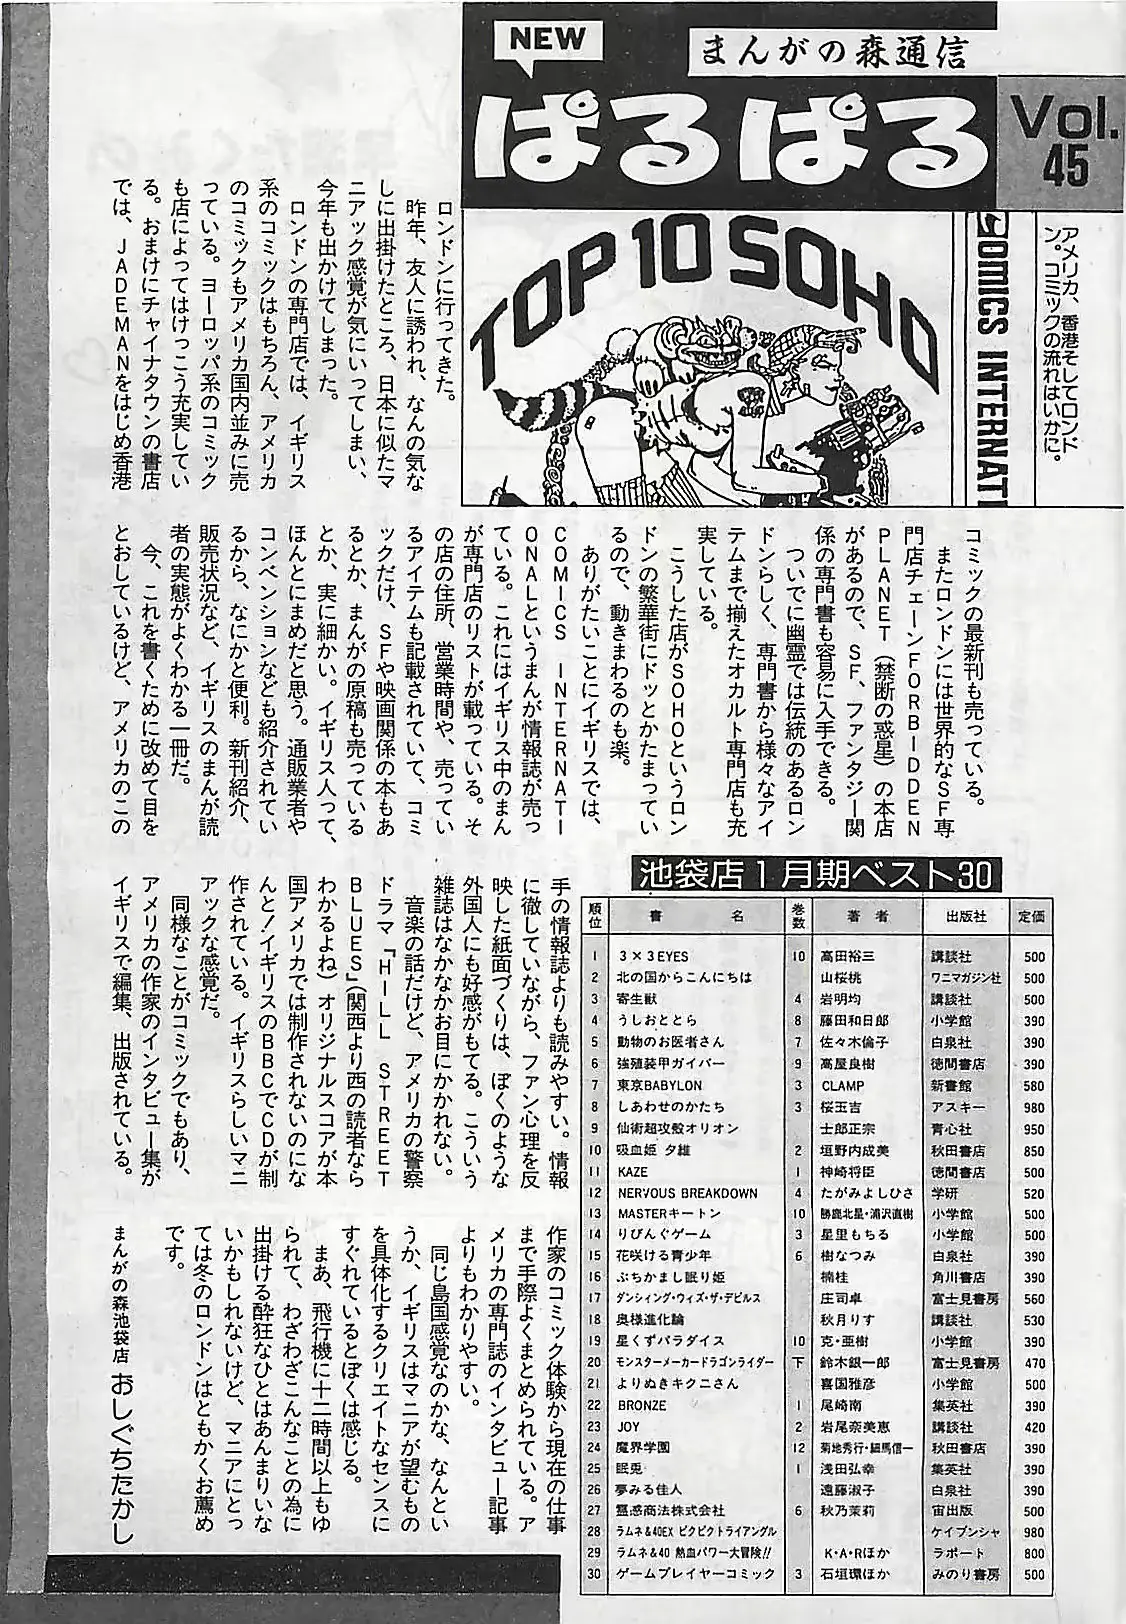 NEW
まんがの森通信
ぱるぱる
Vol.
45
アメリカ、香港そしてロンド
ン。コミックの流れはいかに。
COMICS INTERNATI
TOP 10 SOHO
ロンドンに行ってきた。
昨年、友人に誘われ、なんの気な
しに出掛けたところ、日本に似たマ
ニアック感覚が気にいってしまい、
今年も出かけてしまった。
ロンドンの専門店では、イギリス
系のコミックはもちろん、アメリカ
のコミックもアメリカ国内並みに売
っている。ヨーロッパ系のコミック
も店によってはけっこう充実してい
る。おまけにチャイナタウンの書店
では、JADEMANをはじめ香港
コミックの最新刊も売っている。
またロンドンには世界的なSF専
門店チェーンFORBIDDEN
PLANET(禁断の惑星)の本店
があるので、SF、ファンタジー関
係の専門書も容易に入手できる。
ついでに幽霊では伝統のあるロン
ドンらしく、専門書から様々なアイ
テムまで揃えたオカルト専門店も充
実している。
こうした店がSOHOというロン
ドンの繁華街にドッとかたまってい
るので、動きまわるのも楽。
ありがたいことにイギリスでは、
COMICS INTERNATI
ONALというまんが情報誌が売っ
ている。これにはイギリス中のまん
が専門店のリストが載っている。そ
の店の住所、営業時間や、売ってい
るアイテムも記載されていて、コミ
ックだけ、SFや映画関係の本もあ
るとか、まんがの原稿も売っている
とか、実に細かい。イギリス人って、
ほんとにまめだと思う。通販業者や
コンベンションなども紹介されてい
るから、なにかと便利。新刊紹介、
販売状況など、イギリスのまんが読
者の実態がよくわかる一冊だ。
今、これを書くために改めて目を
とおしているけど、アメリカのこの
手の情報誌よりも読みやすい。情報
に徹していながら、ファン心理を反
映した紙面づくりは、ぼくのような
外国人にも好感がもてる。こういう
雑誌はなかなかお目にかかれない。
音楽の話だけど、アメリカの警察
ドラマ「HILL STREET
BLUES」(関西より西の読者なら
わかるよね)オリジナルスコアが本
国アメリカでは制作されないのにな
んと!イギリスのBBCでCDが制
作されている。イギリスらしいマニ
アックな感覚だ。
同様なことがコミックでもあり、
アメリカの作家のインタビュー集が
イギリスで編集、出版されている。
作家のコミック体験から現在の仕事
まで手際よくまとめられている。ア
メリカの専門誌のインタビュー記事
よりもわかりやすい。
同じ島国感覚なのかな、なんとい
うか、イギリスはマニアが望むもの
を具体化するクリエイトなセンスに
すぐれているとぼくは感じる。
まあ、飛行機に十二時間以上もゆ
られて、わざわざこんなことの為に
出掛ける酔狂なひとはあんまりいな
いかもしれないけど、マニアにとっ
ては冬のロンドンはともかくお薦め
です。
まんがの森池袋店 おしぐちたかし
池袋店1月期ベスト30
順位 書名 巻数 著者 出版社 定価
1 3×3EYES 10 高田裕三 講談社 500
2 北の国からこんにちは 山桜桃 ワニマガジン社 500
3 寄生獣 4 岩明均 講談社 500
4 うしおととら 8 藤田和日郎 小学館 390
5 動物のお医者さん 7 佐々木倫子 白泉社 390
6 強殖装甲ガイバー 9 高屋良樹 徳間書店 390
7 東京BABYLON 3 CLAMP 新書館 580
8 しあわせのかたち 3 桜玉吉 アスキー 980
9 仙術超攻殻オリオン 士郎正宗 青心社 950
10 吸血姫 夕維 2 垣野内成美 秋田書店 850
11 KAZE 1 神崎将臣 徳間書店 500
12 NERVOUS BREAKDOWN 4 たがみよしひさ 学研 520
13 MASTERキートン 10 勝鹿北星・浦沢直樹 小学館 500
14 りびんぐゲーム 3 星里もちる 小学館 500
15 花咲ける青少年 6 樹なつみ 白泉社 390
16 ぶちかまし眠り姫 楠桂 角川書店 390
17 ダンシィング・ウィズ・ザ・デビルス 庄司卓 富士見書房 560
18 奥様進化論 秋月りす 講談社 530
19 星くずパラダイス 10 克・亜樹 小学館 390
20 モンスターメーカードラゴンライダー 下 鈴木銀一郎 富士見書房 470
21 よりぬきキクニさん 喜国雅彦 小学館 500
22 BRONZE 1 尾崎南 集英社 390
23 JOY 2 岩尾奈美恵 講談社 420
24 魔界学園 12 菊地秀行・細馬信一 秋田書店 390
25 眠兎 1 浅田弘幸 集英社 390
26 夢みる佳人 遠藤淑子 白泉社 390
27 霊感商法株式会社 6 秋乃茉莉 宙出版 500
28 ラムネ&40EX ピクピクトライアングル ケイブンシャ 980
29 ラムネ&40 熱血パワー大冒険!! K・A・Rほか ラポート 800
30 ゲームプレイヤーコミック 3 石垣環ほか みのり書房 500